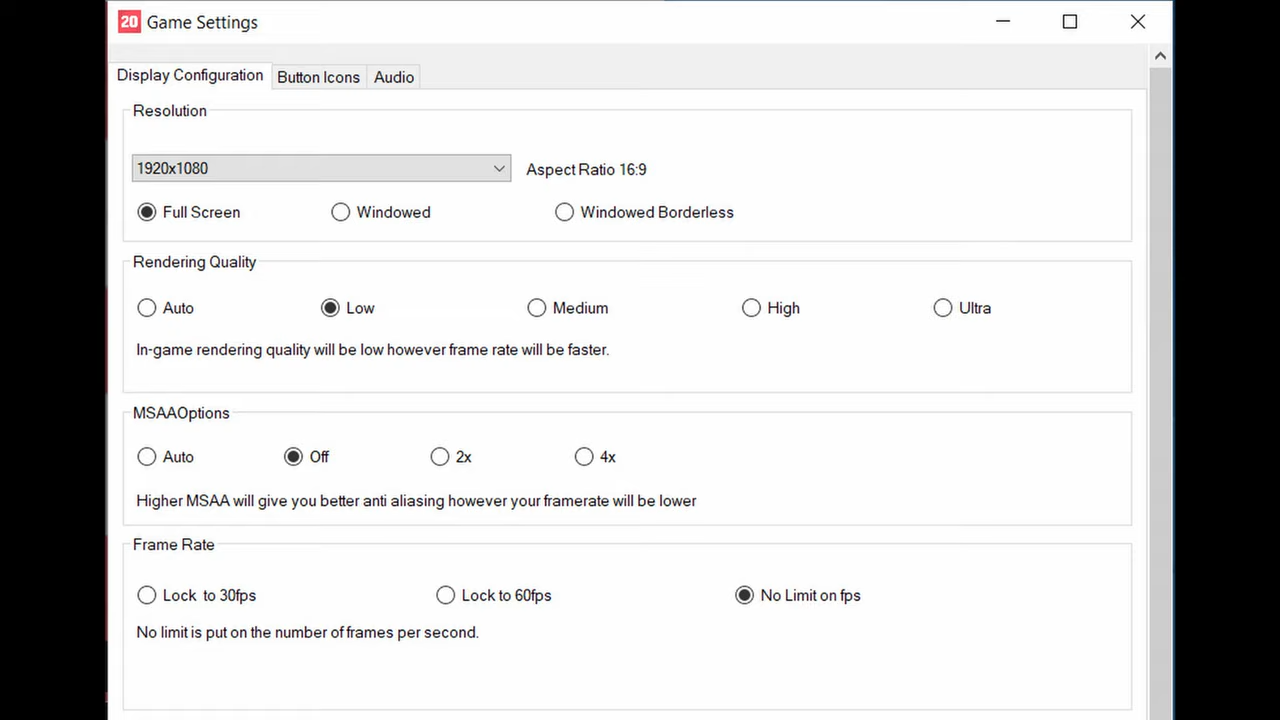 20 Game Settings
Display Configuration Button Icons Audio
Resolution
1920x1080 Aspect Ratio 16:9
Full Screen Windowed Windowed Borderless
Rendering Quality
Auto Low Medium High Ultra
In-game rendering quality will be low however frame rate will be faster.
MSAAOptions
Auto Off 2x 4x
Higher MSAA will give you better anti aliasing however your framerate will be lower
Frame Rate
Lock to 30fps Lock to 60fps No Limit on fps
No limit is put on the number of frames per second.